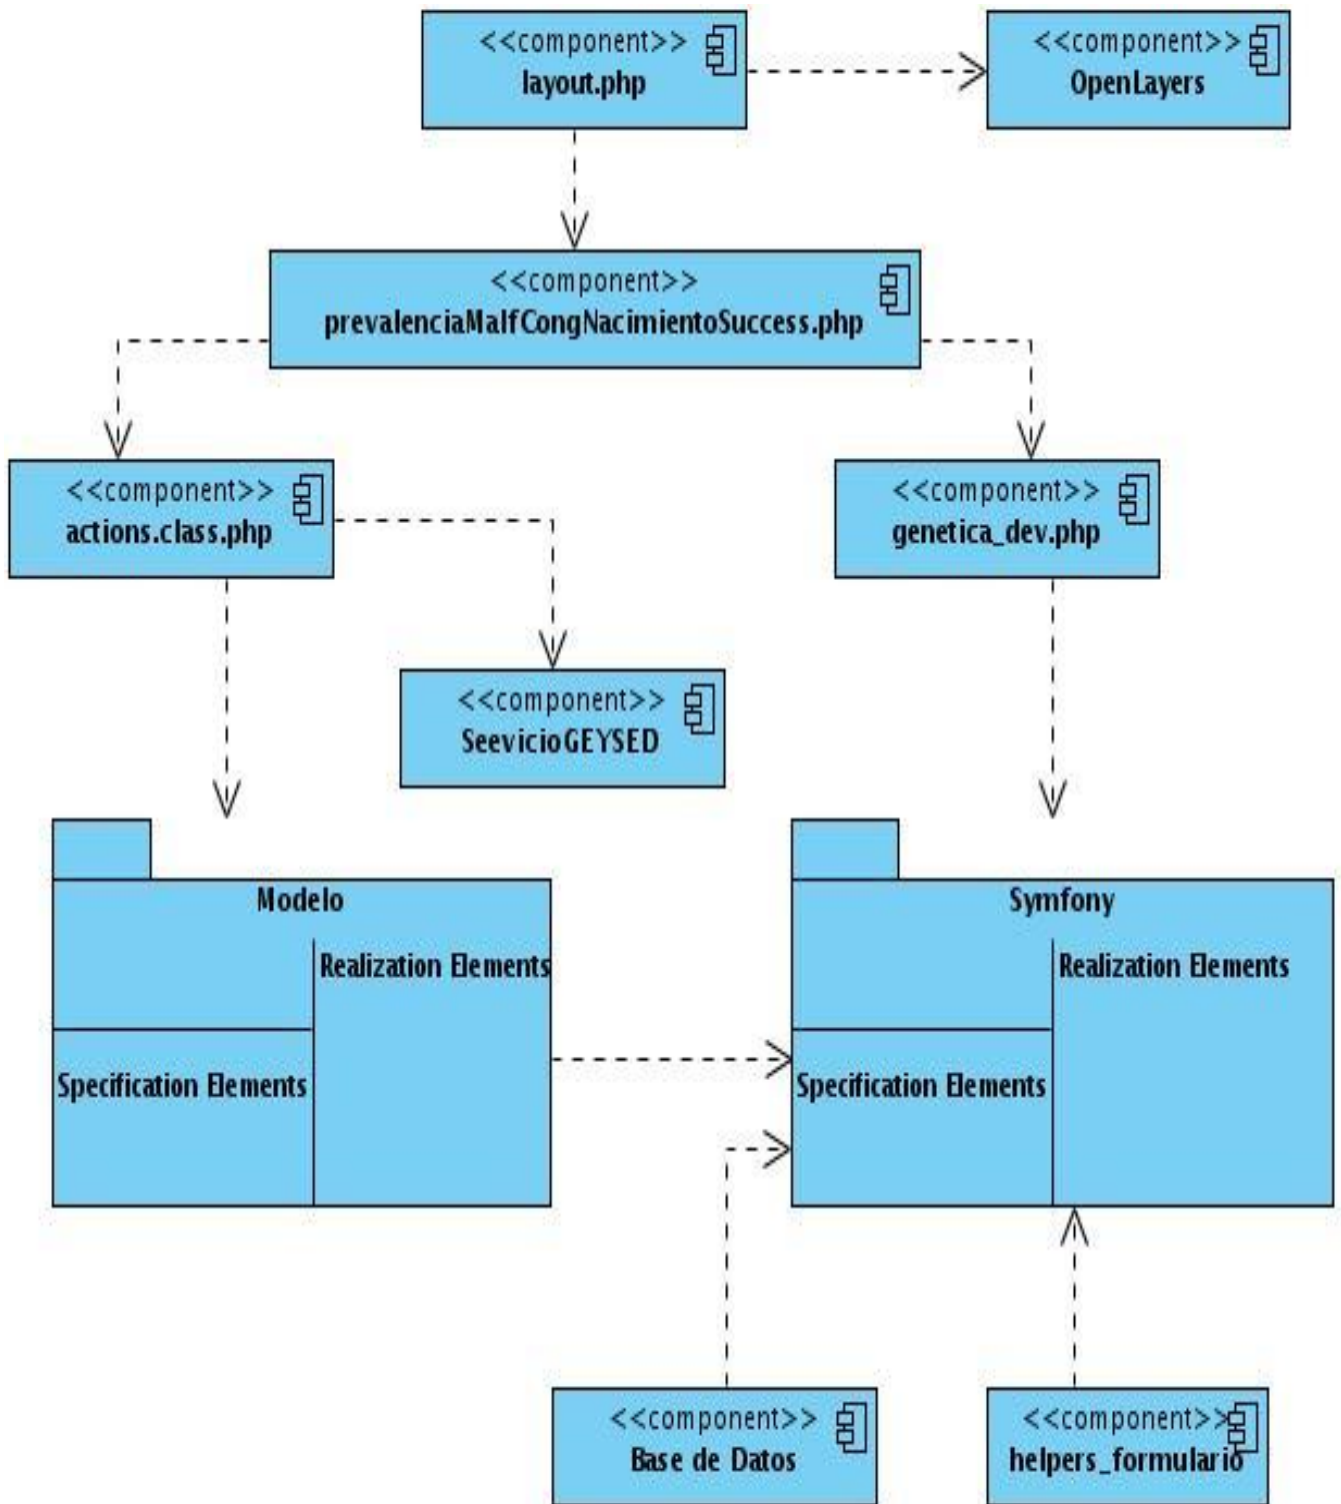 <<component>>
layout.php
<<component>>
OpenLayers
<<component>>
prevalenciaMalfCongNacimientoSuccess.php
<<component>>
actions.class.php
<<component>>
genetica_dev.php
<<component>>
SeevicioGEYSED
Modelo
Realization Elements
Specification Elements
Symfony
Realization Elements
Specification Elements
<<component>>
Base de Datos
<<component>>
helpers_formulario